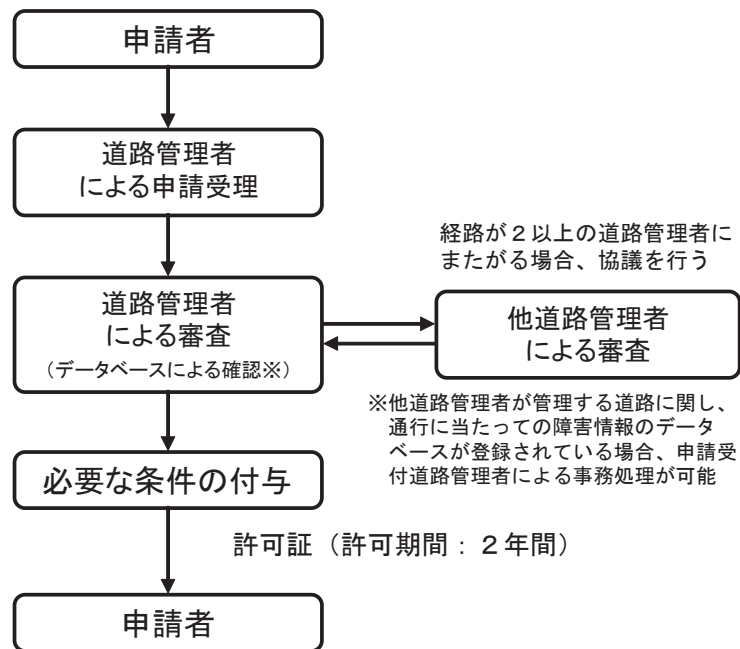 申請者
道路管理者
による申請受理
経路が２以上の道路管理者に
またがる場合、協議を行う
道路管理者
による審査
（データベースによる確認※）
他道路管理者
による審査
※他道路管理者が管理する道路に関し、
通行に当たっての障害情報のデータ
ベースが登録されている場合、申請受
付道路管理者による事務処理が可能
必要な条件の付与
許可証（許可期間：２年間）
申請者